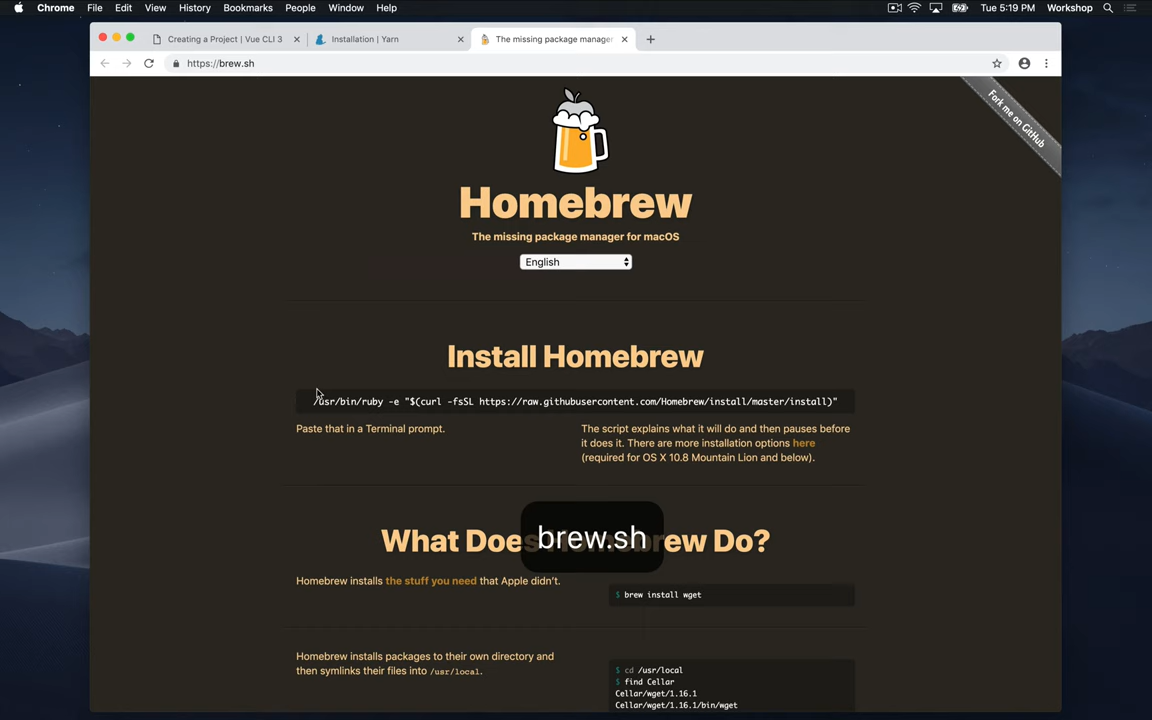 Chrome File Edit View History Bookmarks People Window Help
Tue 5:19 PM Workshop
Creating a Project | Vue CLI 3
Installation | Yarn
The missing package manager
https://brew.sh
Fork me on GitHub
Homebrew
The missing package manager for macOS
English
Install Homebrew
/usr/bin/ruby -e "$(curl -fsSL https://raw.githubusercontent.com/Homebrew/install/master/install)"
Paste that in a Terminal prompt.
The script explains what it will do and then pauses before
it does it. There are more installation options here
(required for OS X 10.8 Mountain Lion and below).
What Does Homebrew Do?
brew.sh
Homebrew installs the stuff you need that Apple didn’t.
$ brew install wget
Homebrew installs packages to their own directory and
then symlinks their files into /usr/local.
$ cd /usr/local
$ find Cellar
Cellar/wget/1.16.1
Cellar/wget/1.16.1/bin/wget